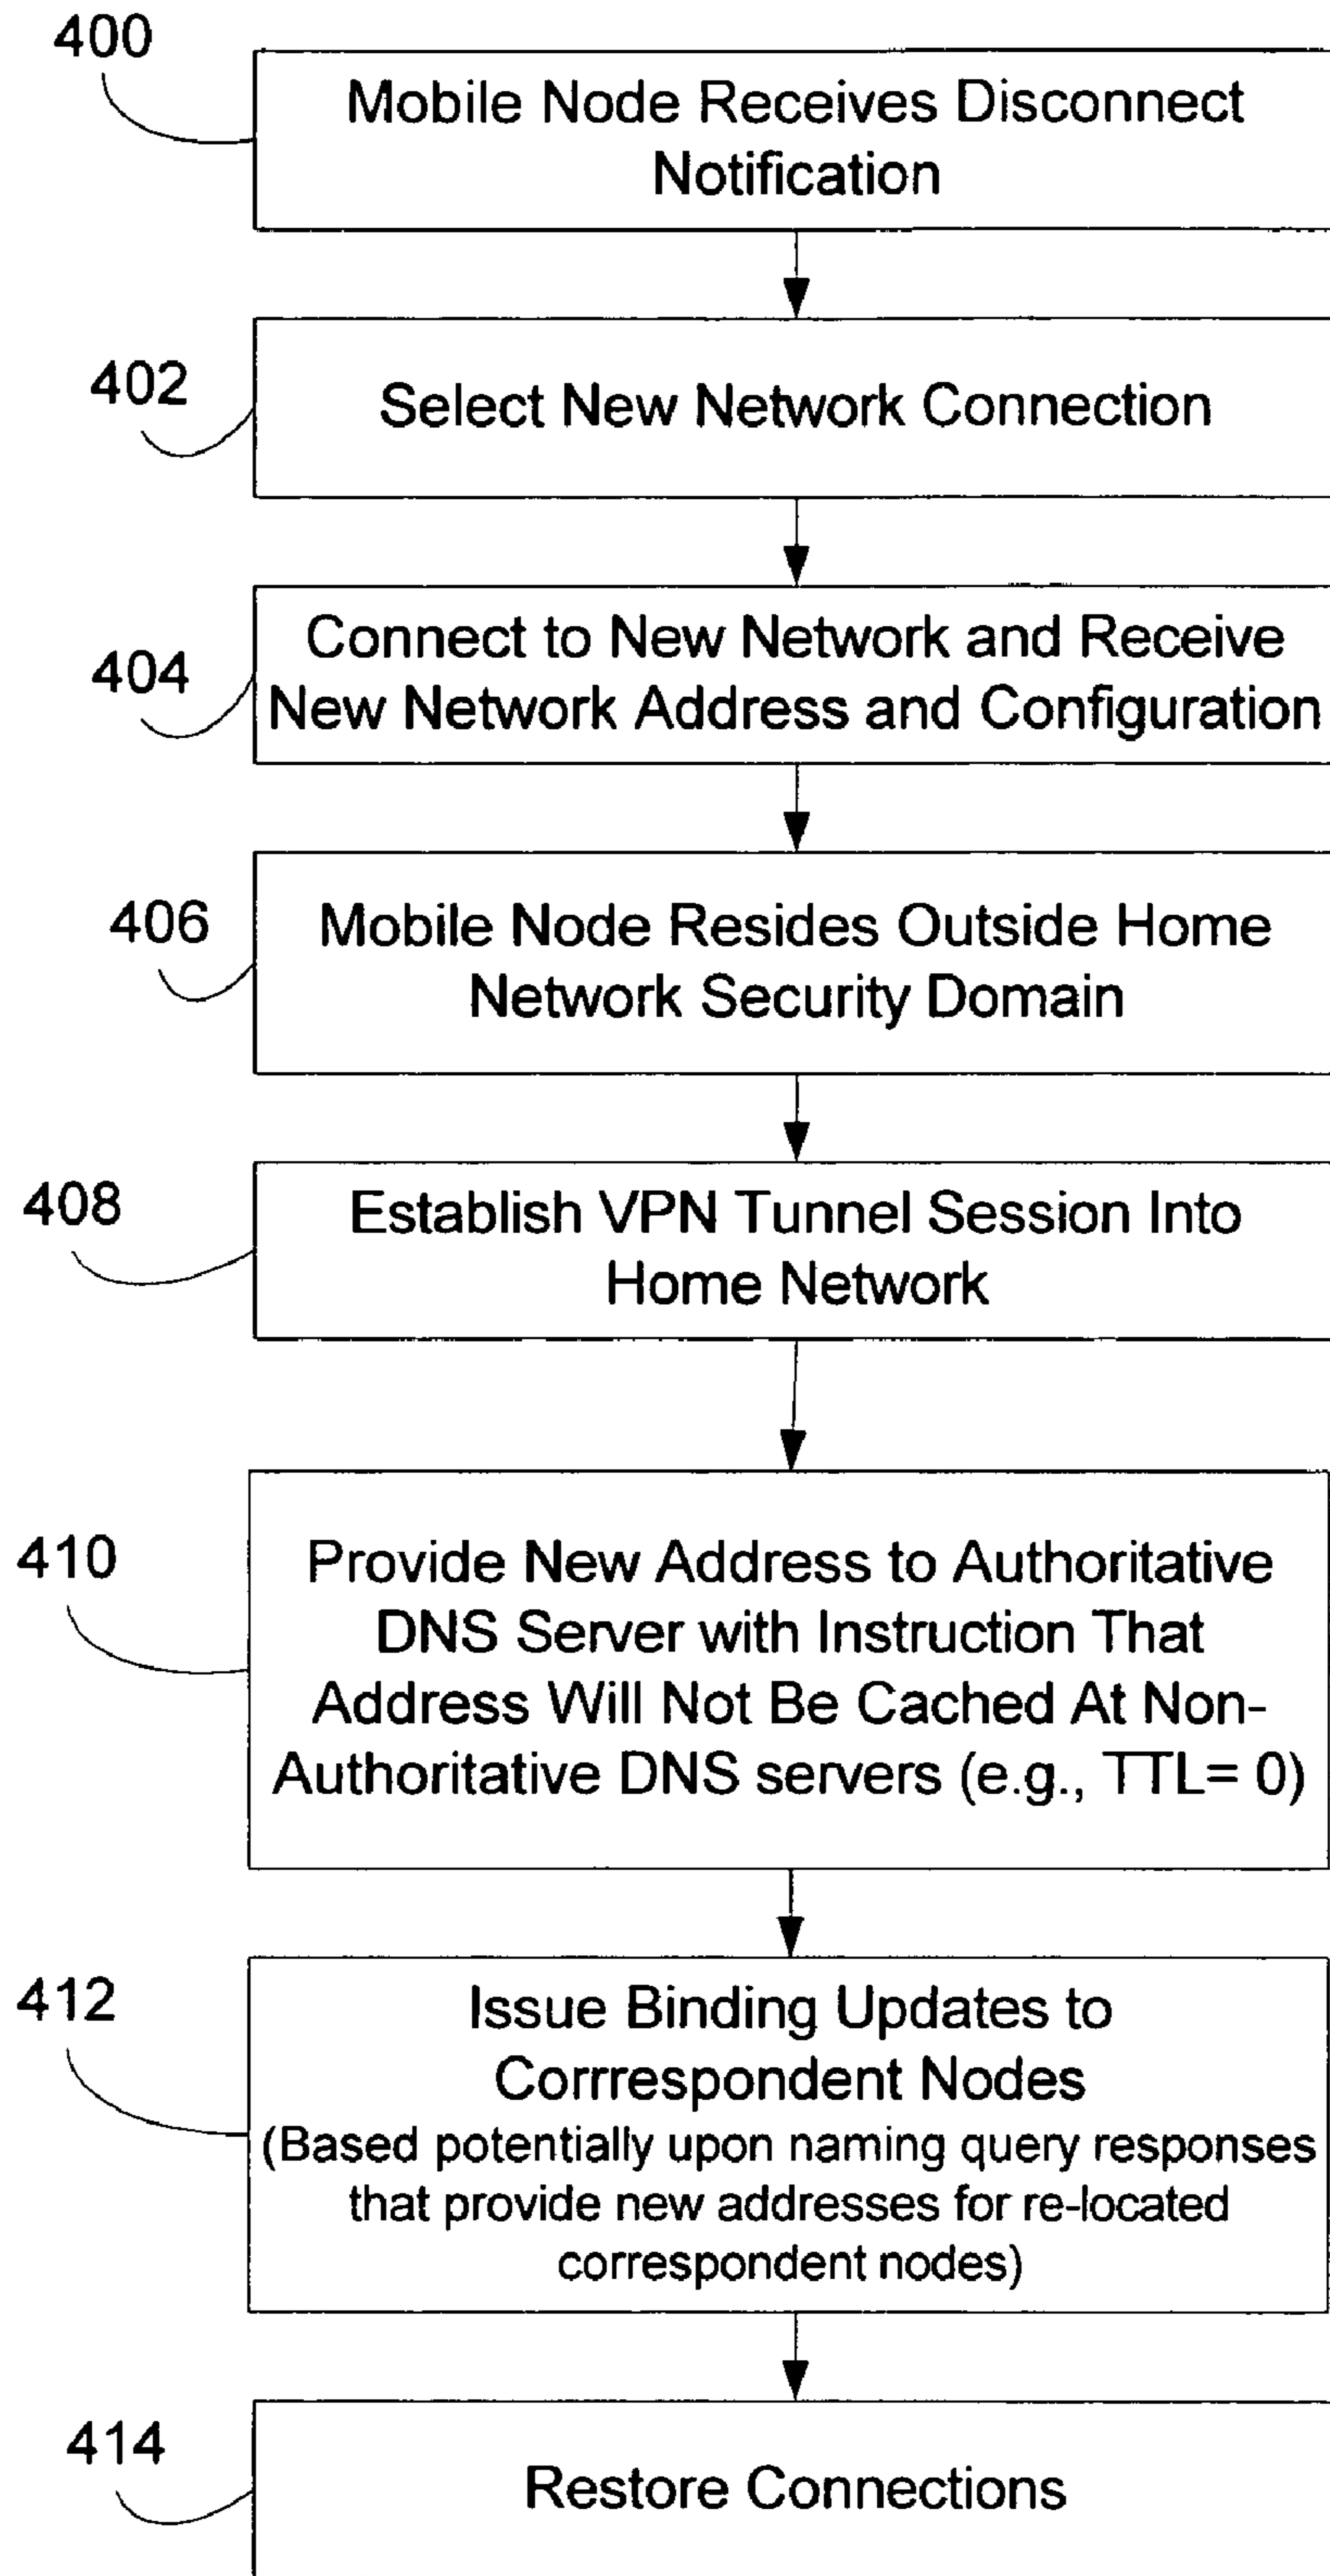 400
Mobile Node Receives Disconnect
Notification
402
Select New Network Connection
404
Connect to New Network and Receive
New Network Address and Configuration
406
Mobile Node Resides Outside Home
Network Security Domain
408
Establish VPN Tunnel Session Into
Home Network
410
Provide New Address to Authoritative
DNS Server with Instruction That
Address Will Not Be Cached At Non-
Authoritative DNS servers (e.g., TTL= 0)
412
Issue Binding Updates to
Corrrespondent Nodes
(Based potentially upon naming query responses
that provide new addresses for re-located
correspondent nodes)
414
Restore Connections